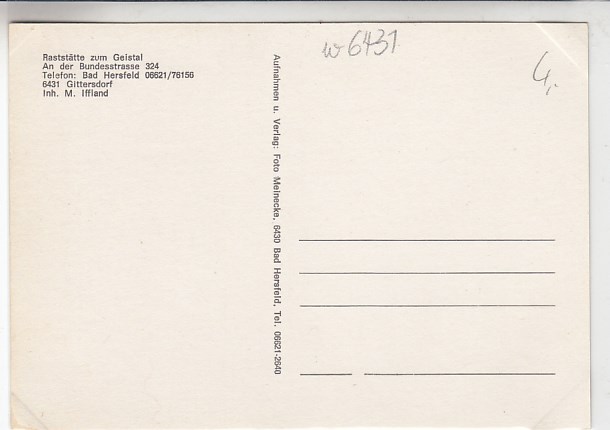 Raststätte zum Geistal
An der Bundesstrasse 324
Telefon: Bad Hersfeld 06621/76156
6431 Gittersdorf
Inh. M. Iffland
Aufnahmen u. Verlag: Foto Meinecke, 6430 Bad Hersfeld, Tel. 06621-2640
w6431
4,